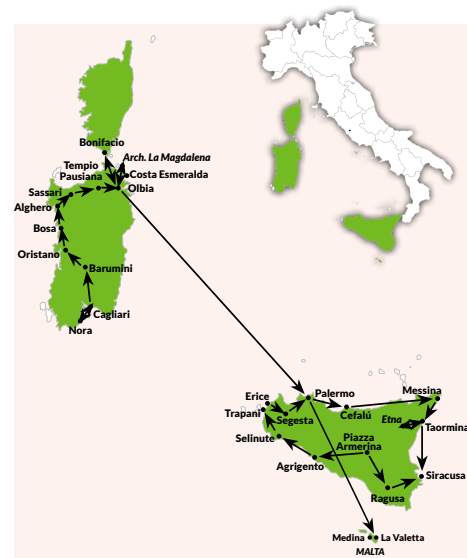 Bonifacio
Arch. La Magdalena
Tempio
Pausiana
Costa Esmeralda
Sassari
Olbia
Alghero
Bosa
Oristano
Barumini
Cagliari
Nora
Erice
Palermo
Messina
Trapani
Segesta
Cefalú
Etna
Taormina
Selinute
Piazza
Armerina
Agrigento
Siracusa
Ragusa
Medina
La Valetta
MALTA